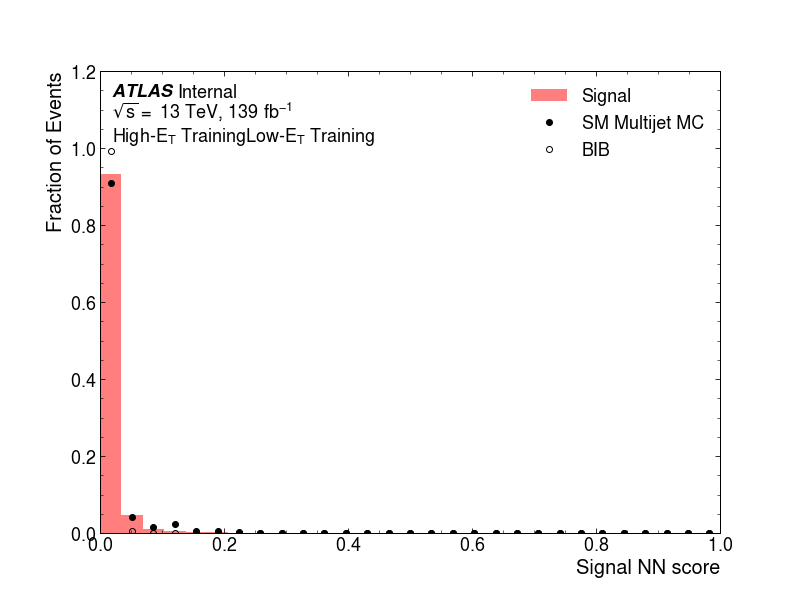 1.2
1.0
0.8
0.6
0.4
0.2
0.0
Fraction of Events
ATLAS Internal
√s = 13 TeV, 139 fb⁻¹
High-E_T TrainingLow-E_T Training
Signal
SM Multijet MC
BIB
0.0 0.2 0.4 0.6 0.8 1.0
Signal NN score